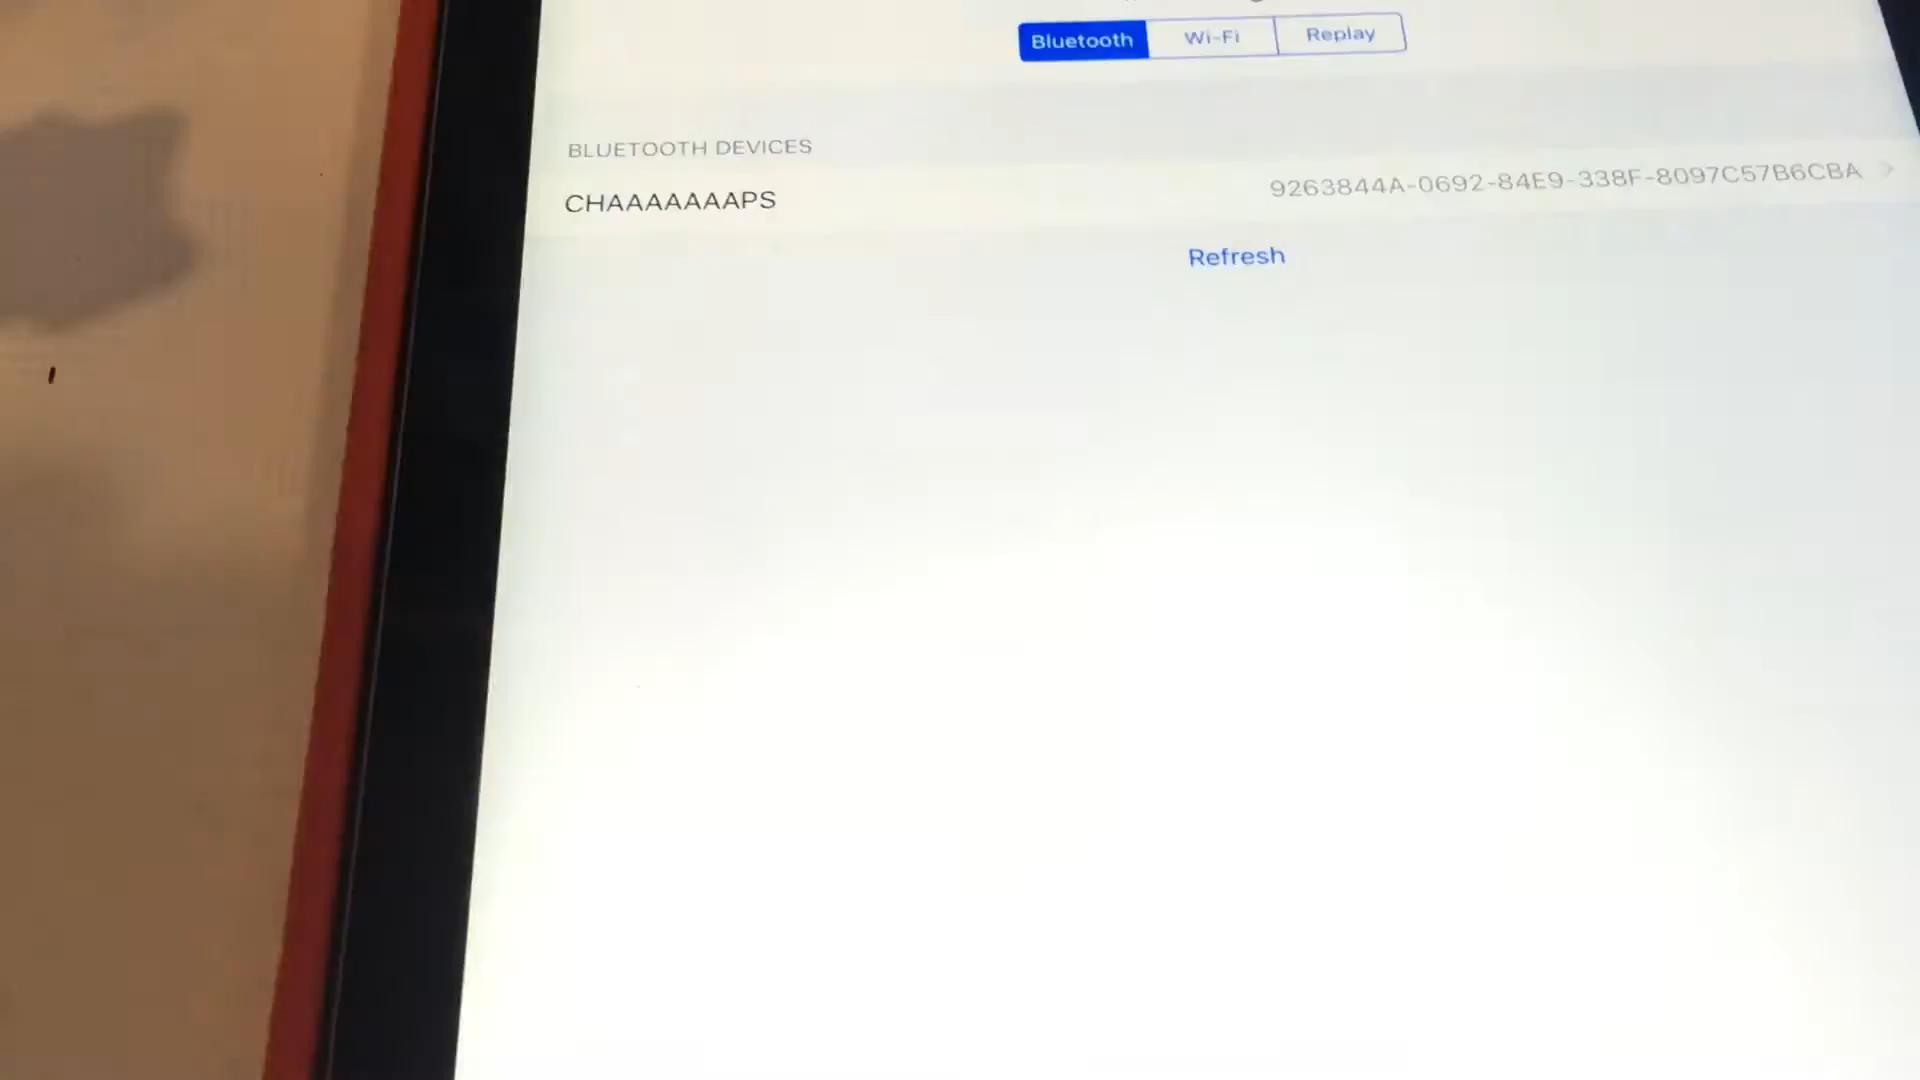 Bluetooth Wi-Fi Replay
BLUETOOTH DEVICES
CHAAAAAAAPS 9263844A-0692-84E9-338F-8097C57B6CBA
Refresh